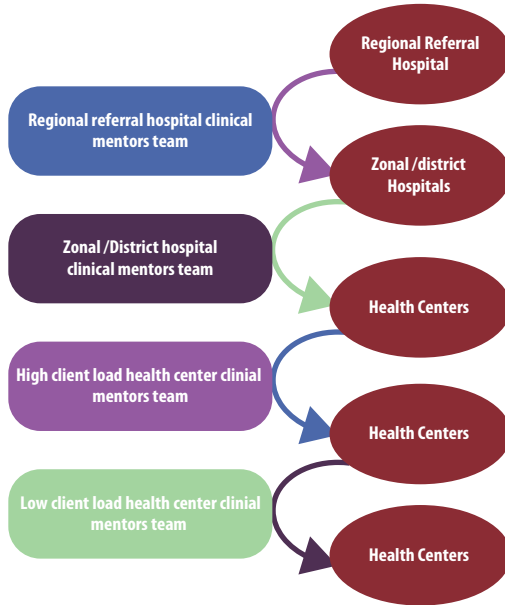 Regional Referral
Hospital
Regional referral hospital clinical
mentors team
Zonal /district
Hospitals
Zonal /District hospital
clinical mentors team
Health Centers
High client load health center clinial
mentors team
Health Centers
Low client load health center clinial
mentors team
Health Centers